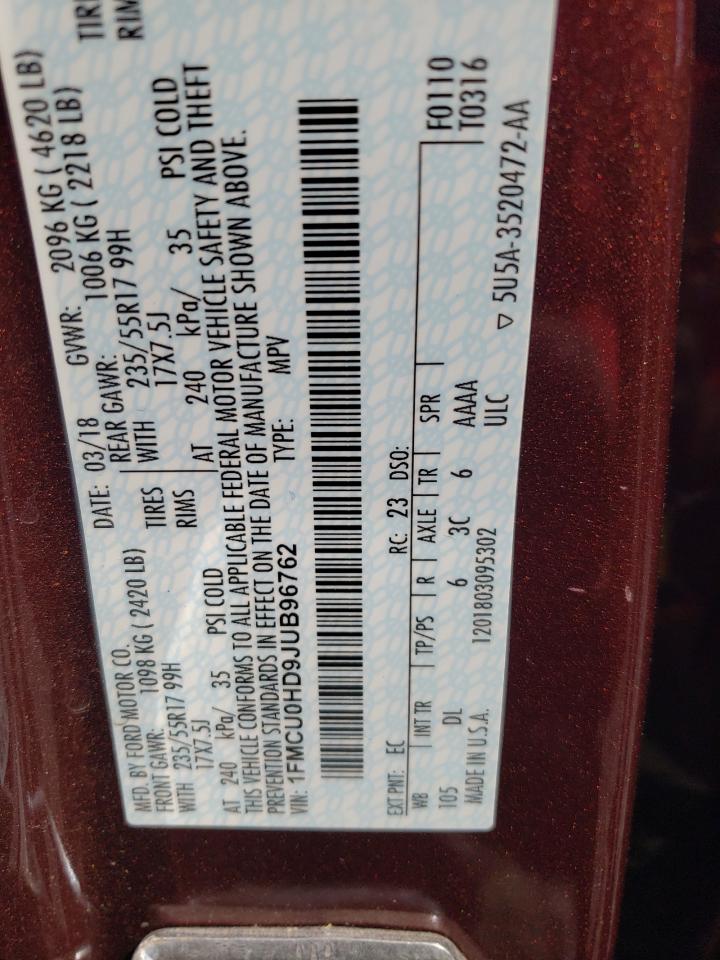 MFD. BY FORD MOTOR CO.
DATE: 03/18 GVWR: 2096 KG ( 4620 LB)
FRONT GAWR: 1098 KG ( 2420 LB) REAR GAWR: 1006 KG ( 2218 LB)
WITH 235/55R17 99H TIRES WITH 235/55R17 99H TIRE
17X7.5J RIMS 17X7.5J RIM
AT 240 kPa/ 35 PSI COLD AT 240 kPa/ 35 PSI COLD
THIS VEHICLE CONFORMS TO ALL APPLICABLE FEDERAL MOTOR VEHICLE SAFETY AND THEFT
PREVENTION STANDARDS IN EFFECT ON THE DATE OF MANUFACTURE SHOWN ABOVE.
VIN: 1FMCU0HD9JUB96762 TYPE: MPV
EXT PNT: EC RC: 23 DSO:
F0110
WB INT TR TP/PS R AXLE TR SPR T0316
105 DL 6 3C 6 AAAA
MADE IN U.S.A. 1201803095302 ULC
▽ 5U5A-3520472-AA